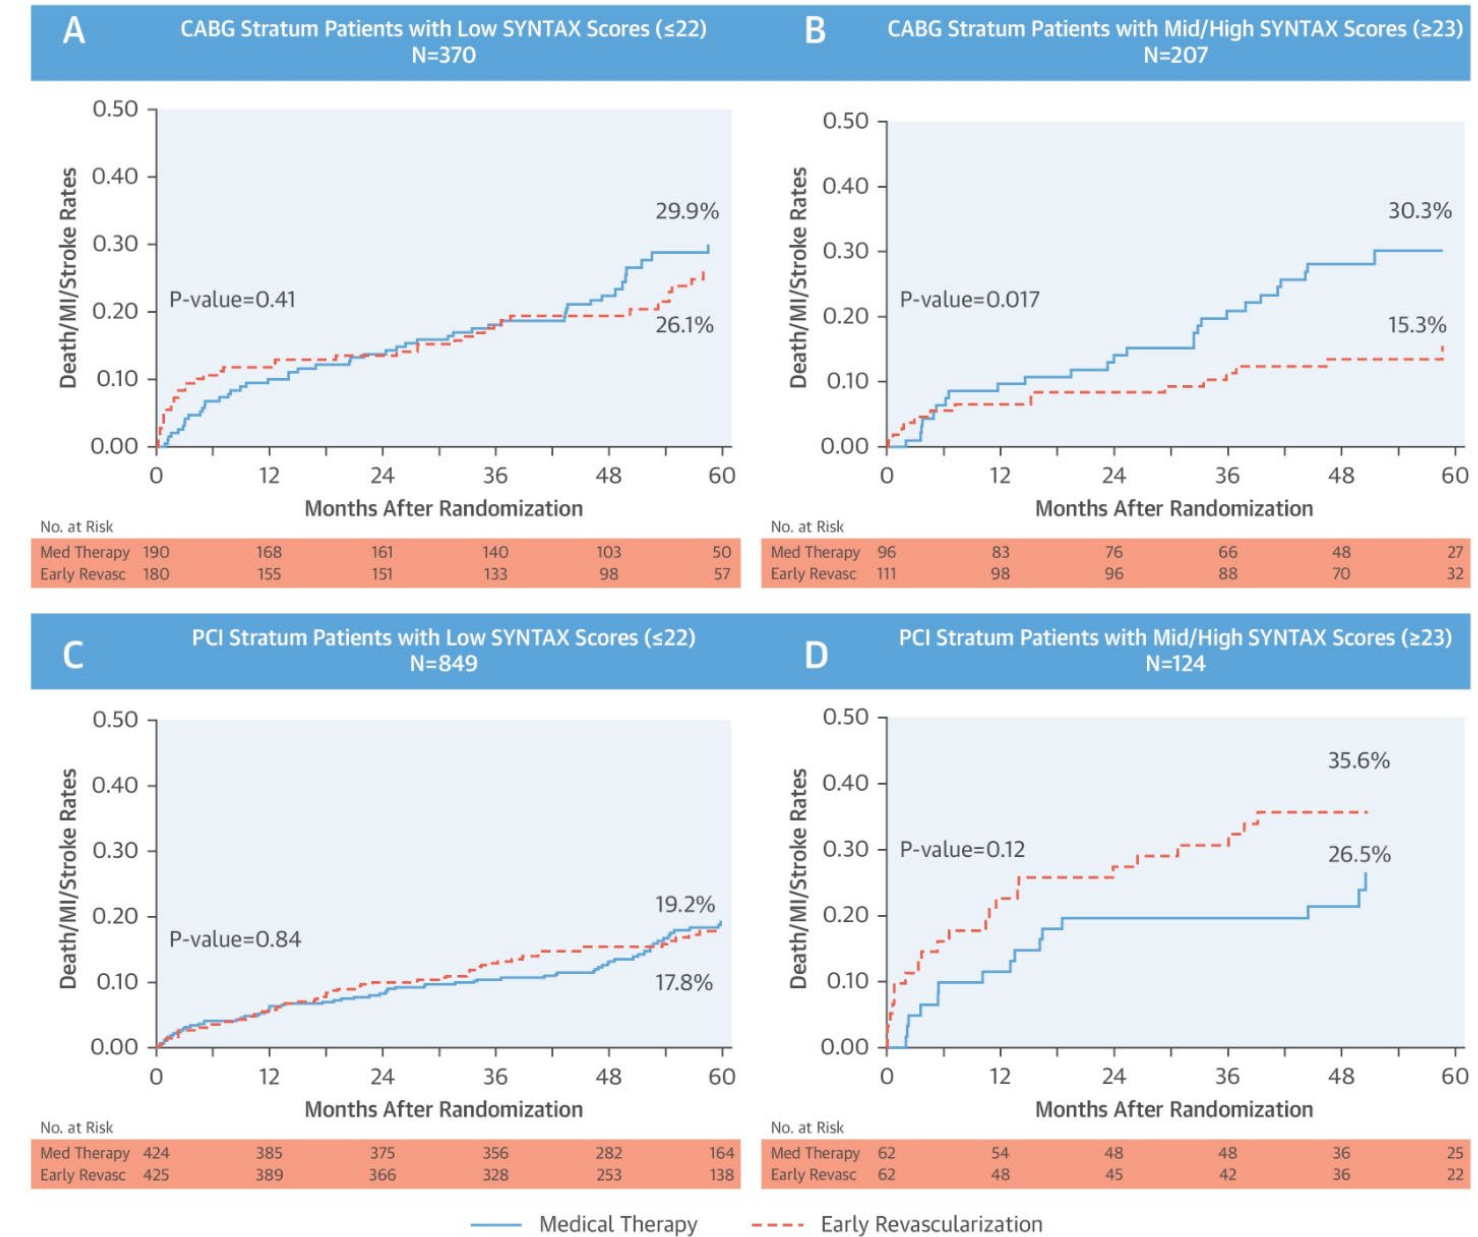 A
CABG Stratum Patients with Low SYNTAX Scores (≤22)
N=370
Death/MI/Stroke Rates
0.50
0.40
0.30
0.20
0.10
0.00
29.9%
P-value=0.41
26.1%
0 12 24 36 48 60
Months After Randomization
No. at Risk
Med Therapy 190 168 161 140 103 50
Early Revasc 180 155 151 133 98 57
B
CABG Stratum Patients with Mid/High SYNTAX Scores (≥23)
N=207
Death/MI/Stroke Rates
0.50
0.40
0.30
0.20
0.10
0.00
30.3%
P-value=0.017
15.3%
0 12 24 36 48 60
Months After Randomization
No. at Risk
Med Therapy 96 83 76 66 48 27
Early Revasc 111 98 96 88 70 32
C
PCI Stratum Patients with Low SYNTAX Scores (≤22)
N=849
Death/MI/Stroke Rates
0.50
0.40
0.30
0.20
0.10
0.00
19.2%
P-value=0.84
17.8%
0 12 24 36 48 60
Months After Randomization
No. at Risk
Med Therapy 424 385 375 356 282 164
Early Revasc 425 389 366 328 253 138
D
PCI Stratum Patients with Mid/High SYNTAX Scores (≥23)
N=124
Death/MI/Stroke Rates
0.50
0.40
0.30
0.20
0.10
0.00
35.6%
P-value=0.12
26.5%
0 12 24 36 48 60
Months After Randomization
No. at Risk
Med Therapy 62 54 48 48 36 25
Early Revasc 62 48 45 42 36 22
Medical Therapy
Early Revascularization